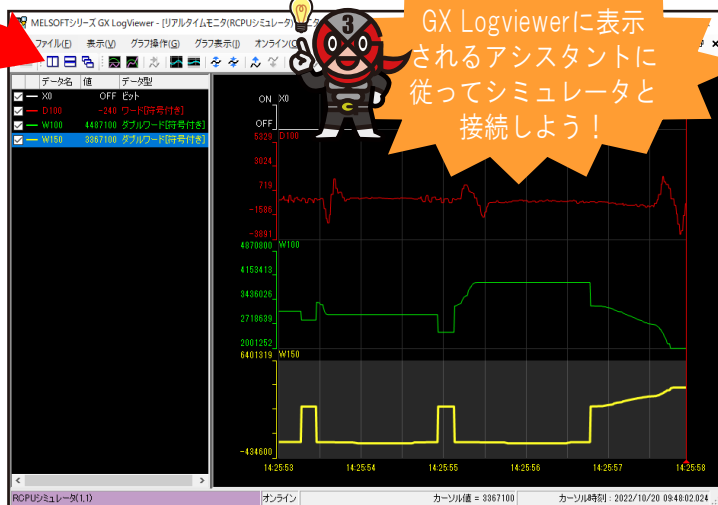 MELSOFTシリーズ GX LogViewer - [リアルタイムモニタ(RCPUシミュレータ)
GX Logviewerに表示
されるアシスタントに
従ってシミュレータと
接続しよう！
3
C
ファイル(F) 表示(V) グラフ操作(G) グラフ表示(I) オンライン(O)
データ名 値 データ型
X0 OFF ビット
D100 -240 ワード[符号付き]
W100 4487100 ダブルワード[符号付き]
W150 3367100 ダブルワード[符号付き]
ON X0
OFF
5329 D100
3024
719
-1586
-3891
4870800 W100
4153413
3436026
2718639
2001252
6401319 W150
-434600
14:25:53 14:25:54 14:25:55 14:25:56 14:25:57 14:25:58
RCPUシミュレータ(1,1) オンライン カーソル値 = 3367100 カーソル時刻 : 2022/10/20 09:48:02.024